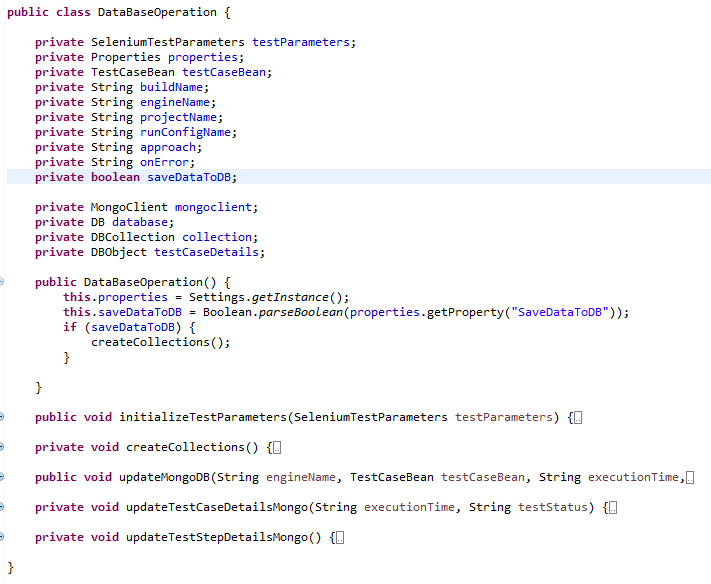 public class DataBaseOperation {
private SeleniumTestParameters testParameters;
private Properties properties;
private TestCaseBean testCaseBean;
private String buildName;
private String engineName;
private String projectName;
private String runConfigName;
private String approach;
private String onError;
private boolean saveDataToDB;
private MongoClient mongoclient;
private DB database;
private DBCollection collection;
private DBObject testCaseDetails;
public DataBaseOperation() {
this.properties = Settings.getInstance();
this.saveDataToDB = Boolean.parseBoolean(properties.getProperty("SaveDataToDB"));
if (saveDataToDB) {
createCollections();
}
}
public void initializeTestParameters(SeleniumTestParameters testParameters) {
private void createCollections() {
public void updateMongoDB(String engineName, TestCaseBean testCaseBean, String executionTime,
private void updateTestCaseDetailsMongo(String executionTime, String testStatus) {
private void updateTestStepDetailsMongo() {
}